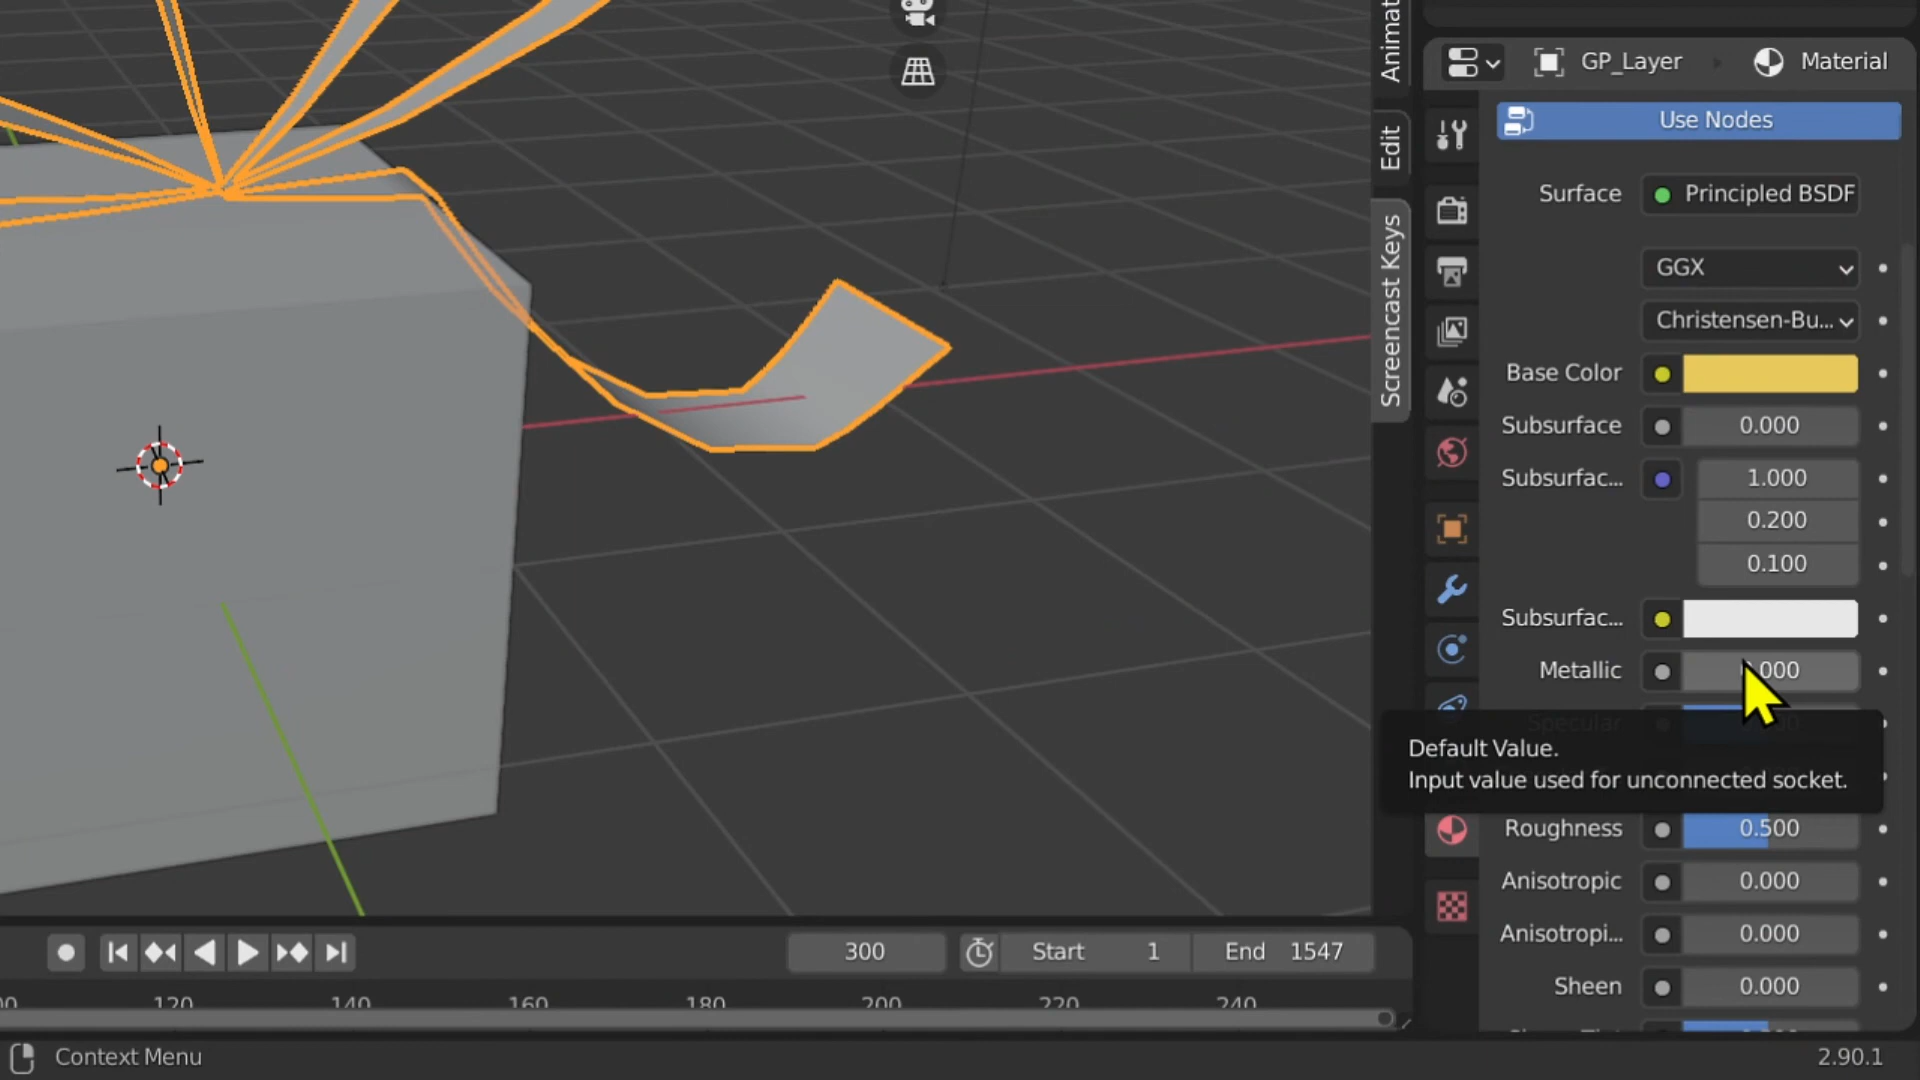 Animat
Edit
Screencast Keys
GP_Layer
Material
Use Nodes
Surface
Principled BSDF
GGX
Christensen-Bu...
Base Color
Subsurface
0.000
Subsurfac...
1.000
0.200
0.100
Subsurfac...
Metallic
Specular
Default Value.
Input value used for unconnected socket.
Roughness
0.500
Anisotropic
0.000
Anisotropi...
0.000
Sheen
0.000
300
Start 1
End 1547
120 140 160 180 200 220 240
Context Menu
2.90.1